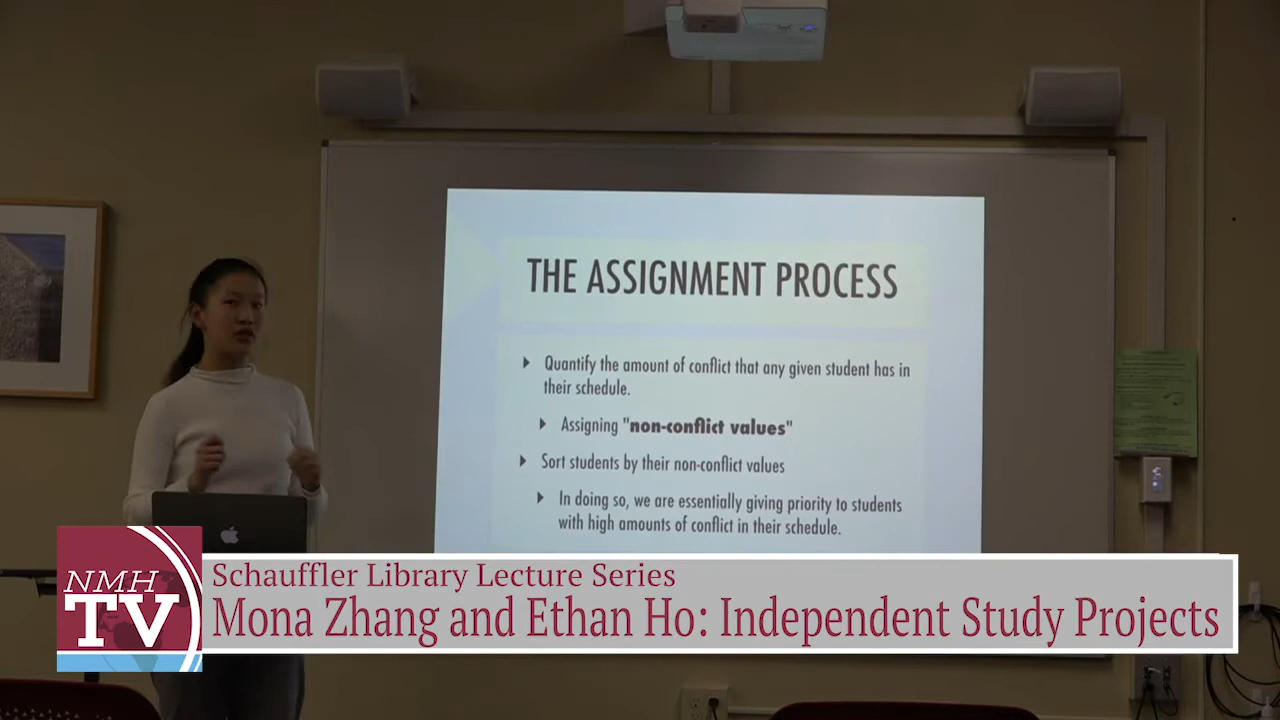 THE ASSIGNMENT PROCESS
Quantify the amount of conflict that any given student has in
their schedule.
Assigning "non-conflict values"
Sort students by their non-conflict values
In doing so, we are essentially giving priority to students
with high amounts of conflict in their schedule.
NMH
TV
Schauffler Library Lecture Series
Mona Zhang and Ethan Ho: Independent Study Projects